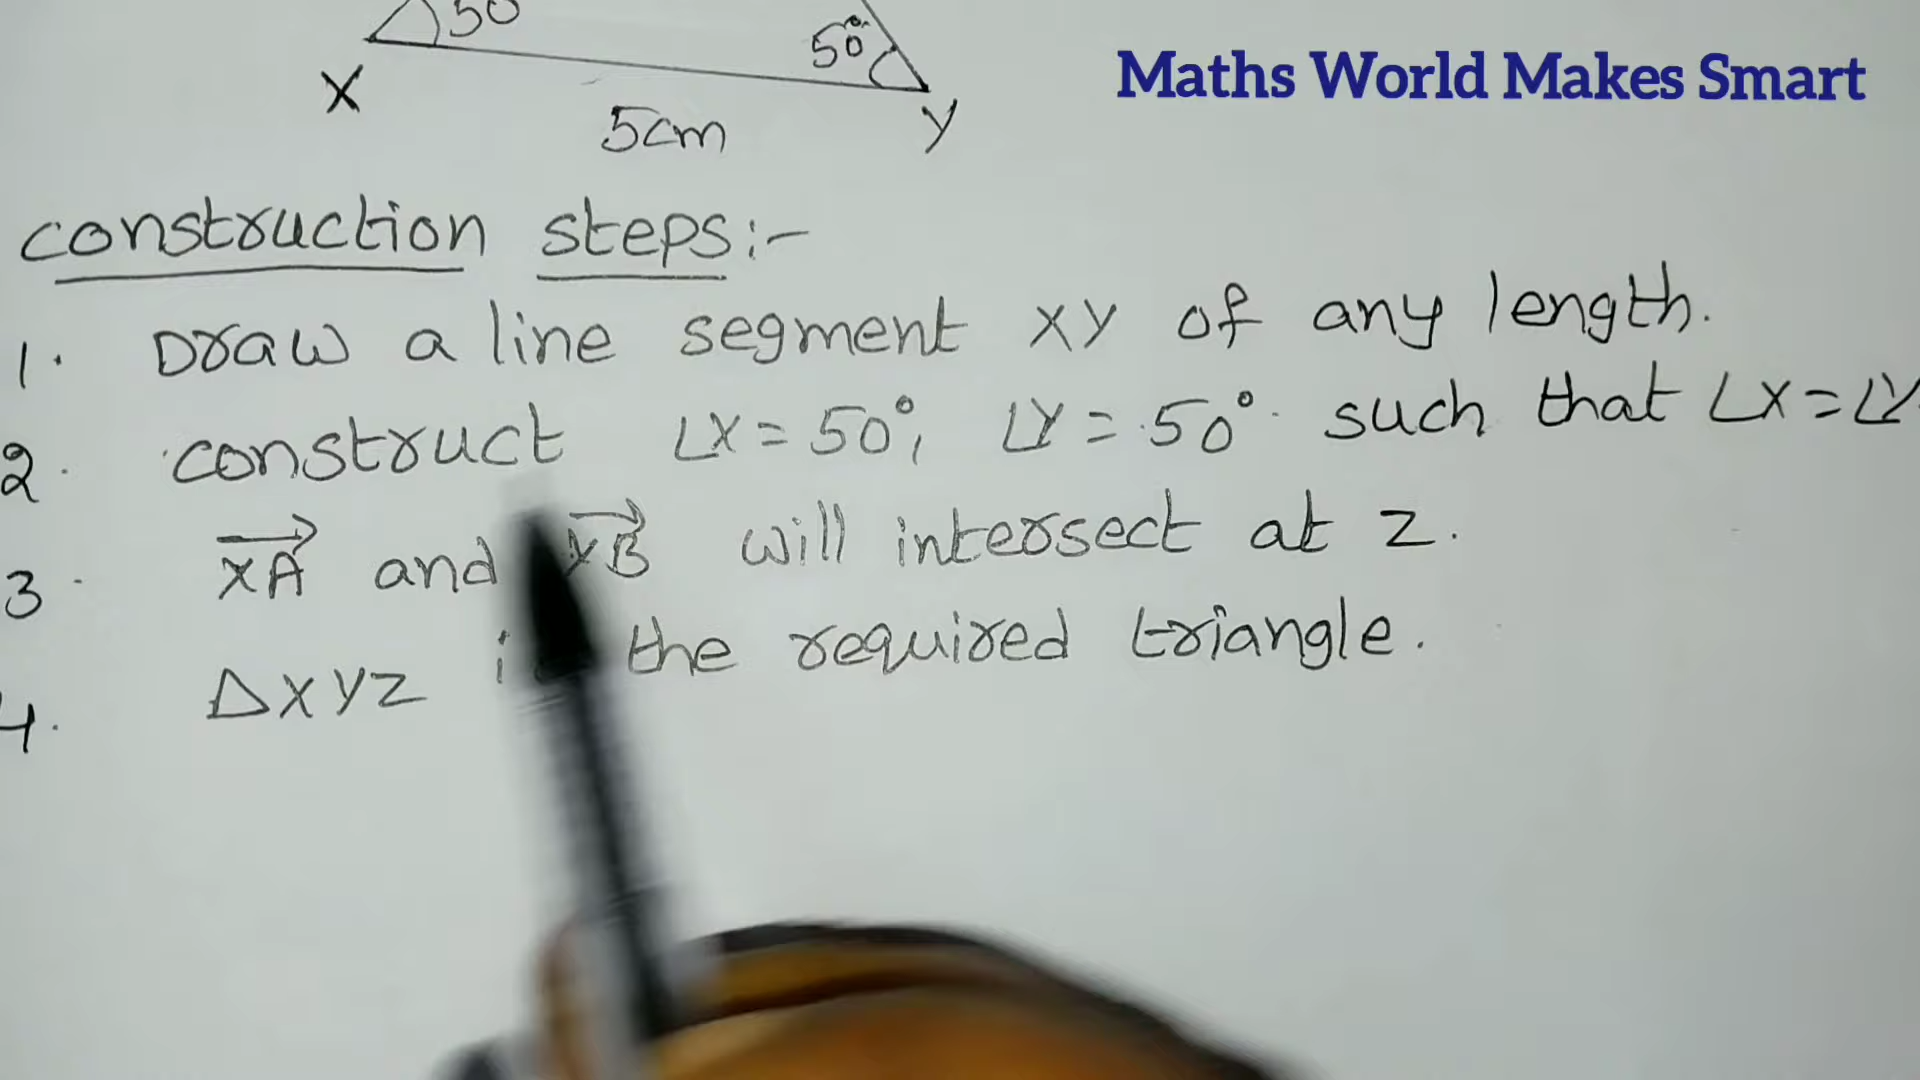 50
50°
Maths World Makes Smart
X
5cm
Y
construction steps:-
1. Draw a line segment XY of any length.
2. construct ∠X = 50°, ∠Y = 50° such that ∠X = ∠Y
3. XA and YB will intersect at Z.
4. ΔXYZ the required triangle.